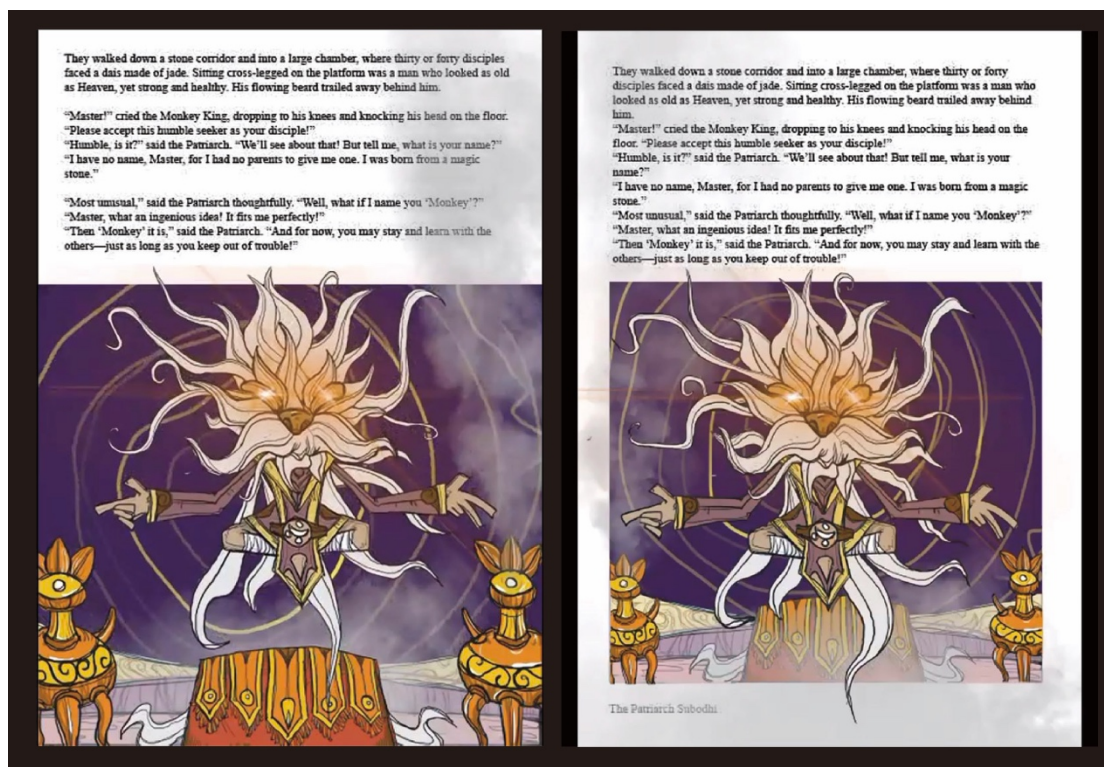 They walked down a stone corridor and into a large chamber, where thirty or forty disciples
faced a dais made of jade. Sitting cross-legged on the platform was a man who looked as old
as Heaven, yet strong and healthy. His flowing beard trailed away behind him.
“Master!” cried the Monkey King, dropping to his knees and knocking his head on the floor.
“Please accept this humble seeker as your disciple!”
“Humble, is it?” said the Patriarch. “We’ll see about that! But tell me, what is your name?”
“I have no name, Master, for I had no parents to give me one. I was born from a magic
stone.”
“Most unusual,” said the Patriarch thoughtfully. “Well, what if I name you ‘Monkey’?”
“Master, what an ingenious idea! It fits me perfectly!”
“Then ‘Monkey’ it is,” said the Patriarch. “And for now, you may stay and learn with the
others—just as long as you keep out of trouble!”
They walked down a stone corridor and into a large chamber, where thirty or forty
disciples faced a dais made of jade. Sitting cross-legged on the platform was a man who
looked as old as Heaven, yet strong and healthy. His flowing beard trailed away behind
him.
“Master!” cried the Monkey King, dropping to his knees and knocking his head on the
floor. “Please accept this humble seeker as your disciple!”
“Humble, is it?” said the Patriarch. “We’ll see about that! But tell me, what is your
name?”
“I have no name, Master, for I had no parents to give me one. I was born from a magic
stone.”
“Most unusual,” said the Patriarch thoughtfully. “Well, what if I name you ‘Monkey’?”
“Master, what an ingenious idea! It fits me perfectly!”
“Then ‘Monkey’ it is,” said the Patriarch. “And for now, you may stay and learn with the
others—just as long as you keep out of trouble!”
The Patriarch Subodhi